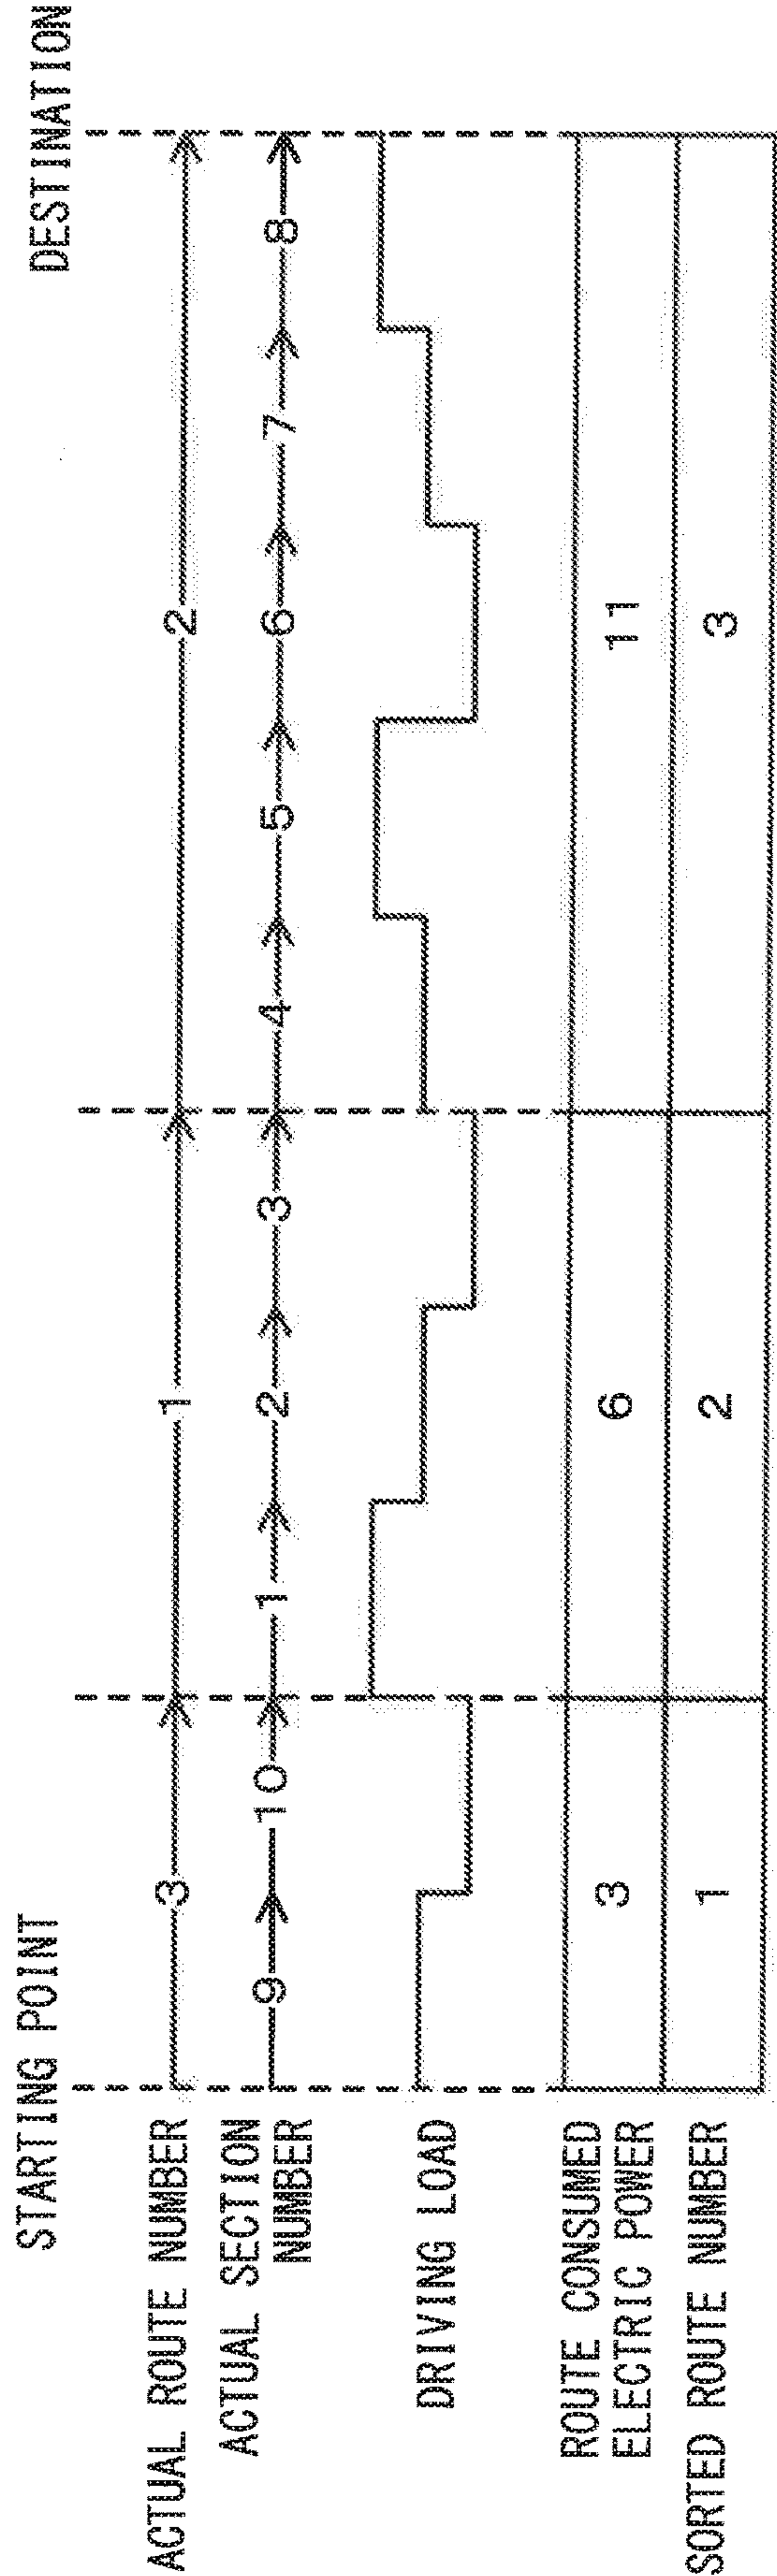 STARTING POINT
DESTINATION
ACTUAL ROUTE NUMBER
3
1
2
ACTUAL SECTION
NUMBER
9
10
1
2
3
4
5
6
7
8
DRIVING LOAD
ROUTE CONSUMED
ELECTRIC POWER
3
6
11
SORTED ROUTE NUMBER
1
2
3